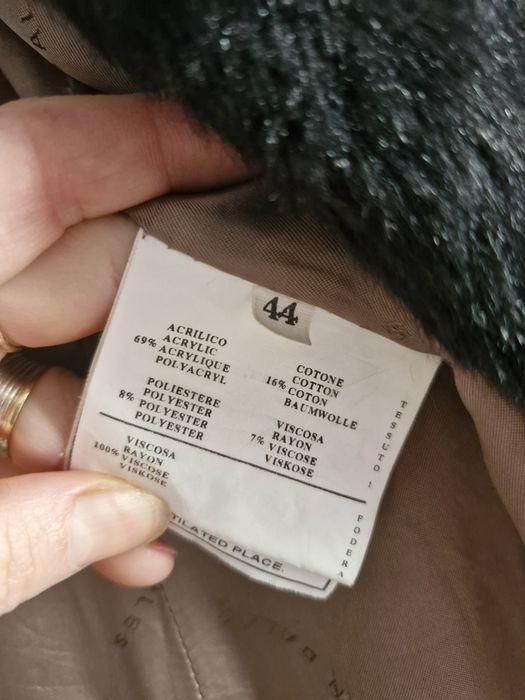 44
ACRILICO
ACRYLIC
69% ACRYLIQUE
POLYACRYL
COTONE
COTTON
16% COTON
BAUMWOLLE
POLIESTERE
8% POLYESTER
POLYESTER
POLYESTER
VISCOSA
RAYON
7% VISCOSE
VISKOSE
TESSUTO 1
VISCOSA
RAYON
100% VISCOSE
VISKOSE
FODERA
TILATED PLACE.